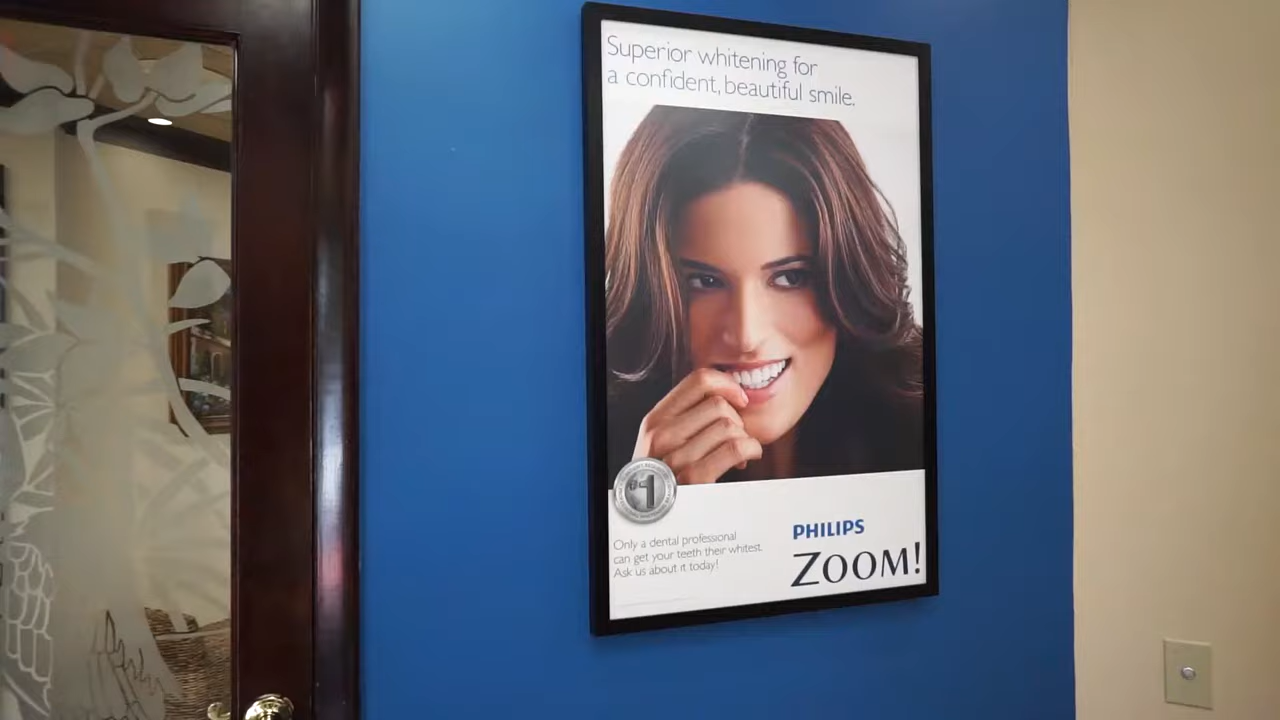 Superior whitening for
a confident, beautiful smile.
#1
Only a dental professional
can get your teeth their whitest.
Ask us about it today!
PHILIPS
ZOOM!